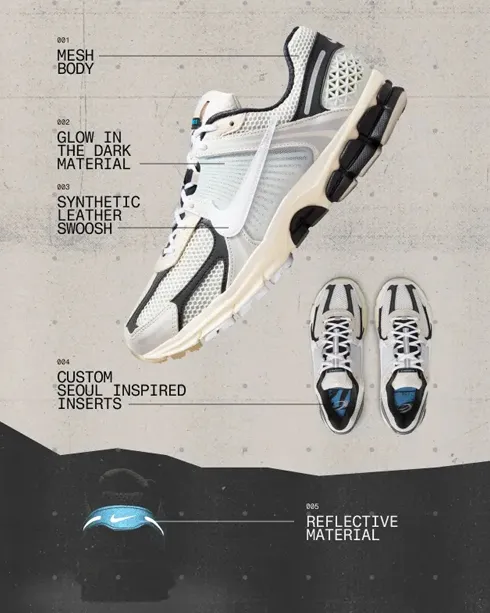 001
MESH
BODY
002
GLOW IN
THE DARK
MATERIAL
003
SYNTHETIC
LEATHER
SWOOSH
004
CUSTOM
SEOUL INSPIRED
INSERTS
005
REFLECTIVE
MATERIAL